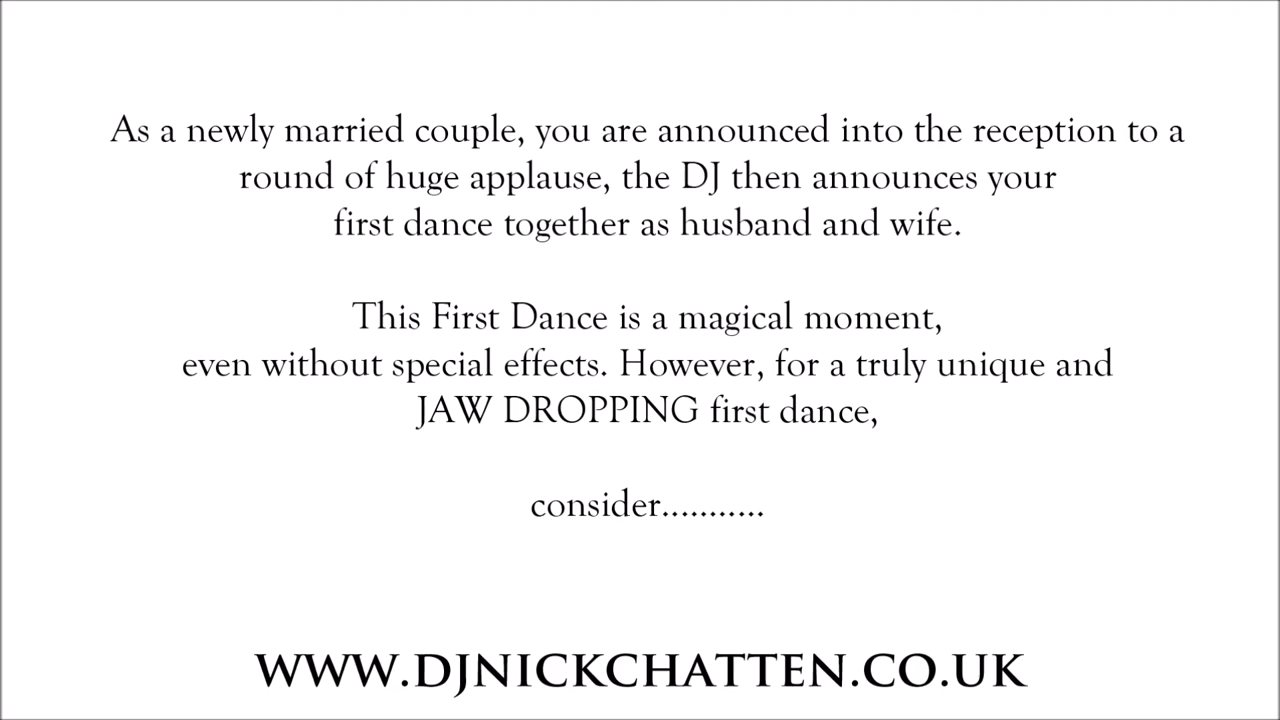 As a newly married couple, you are announced into the reception to a
round of huge applause, the DJ then announces your
first dance together as husband and wife.
This First Dance is a magical moment,
even without special effects. However, for a truly unique and
JAW DROPPING first dance,
consider...........
WWW.DJNICKCHATTEN.CO.UK